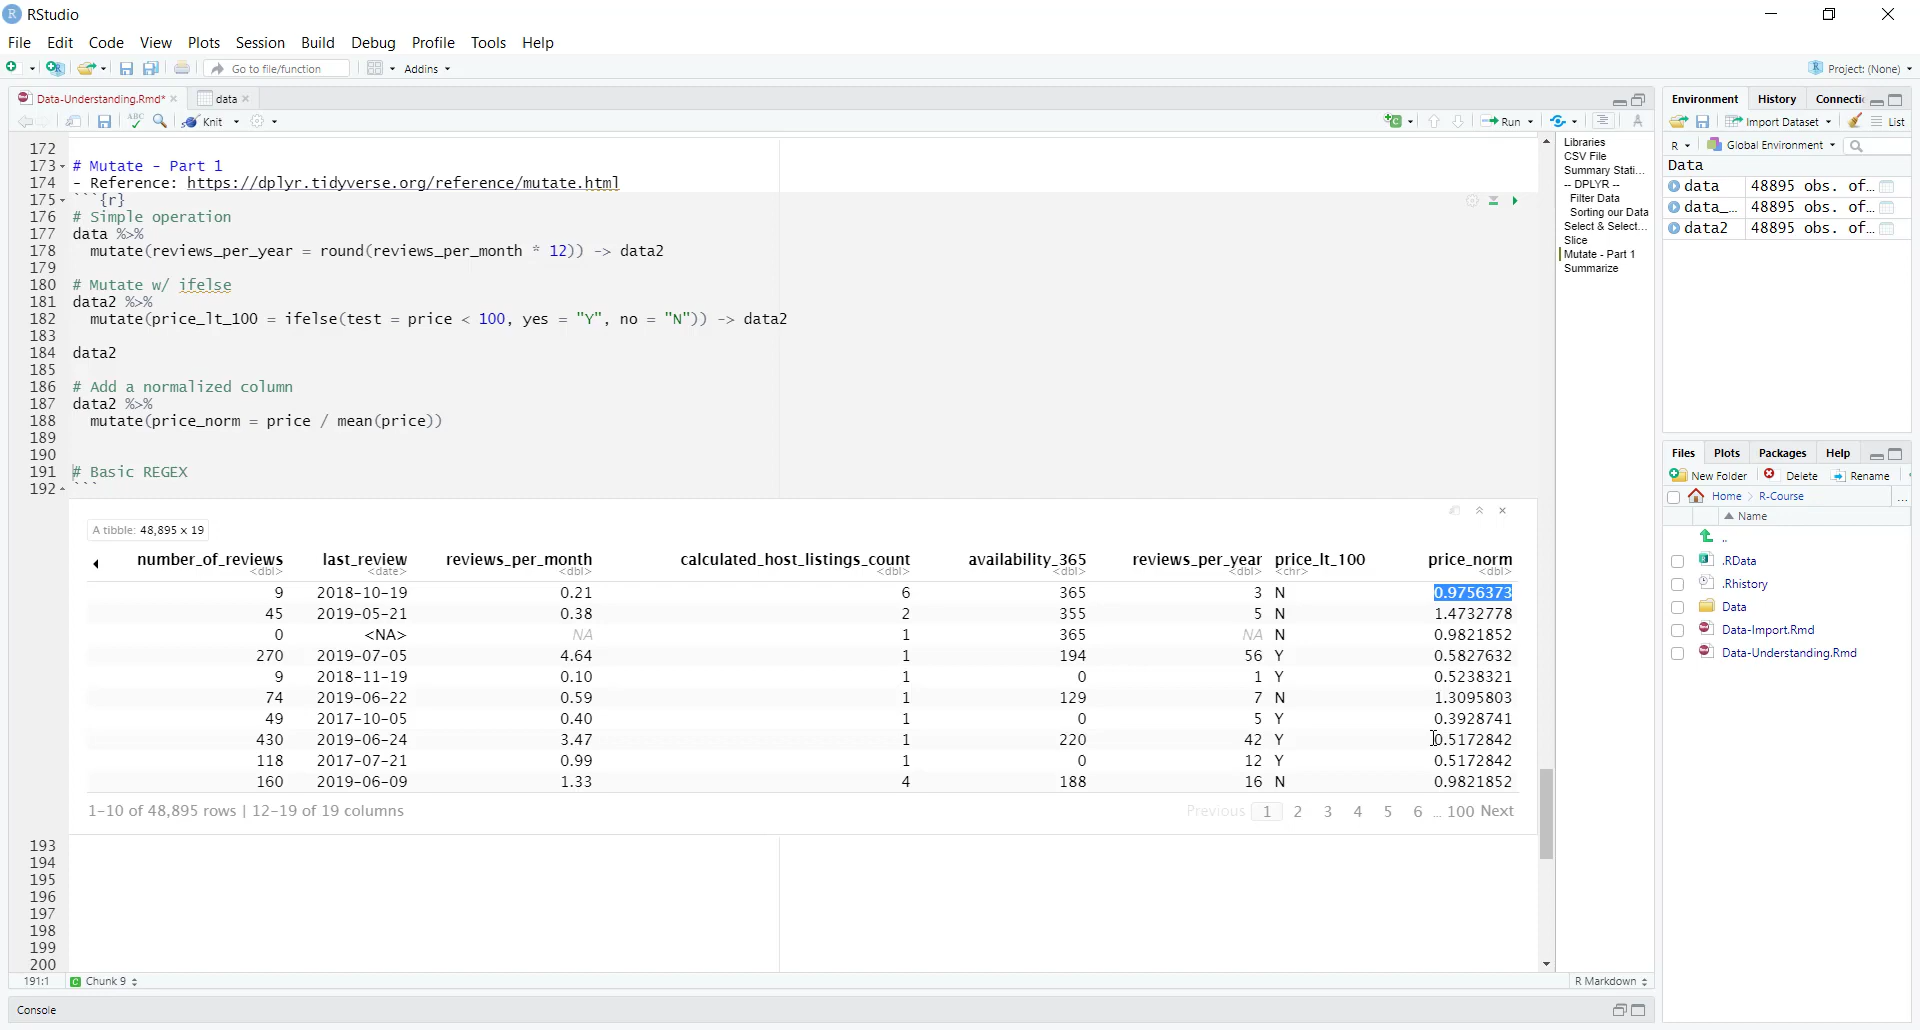 RStudio
File Edit Code View Plots Session Build Debug Profile Tools Help
Go to file/function Addins Project: (None)
Data-Understanding.Rmd* data
ABC Knit Run
172
173 # Mutate - Part 1
174 - Reference: https://dplyr.tidyverse.org/reference/mutate.html
175 ```{r}
176 # Simple operation
177 data %>%
178 mutate(reviews_per_year = round(reviews_per_month * 12)) -> data2
179
180 # Mutate w/ ifelse
181 data2 %>%
182 mutate(price_lt_100 = ifelse(test = price < 100, yes = "Y", no = "N")) -> data2
183
184 data2
185
186 # Add a normalized column
187 data2 %>%
188 mutate(price_norm = price / mean(price))
189
190
191 # Basic REGEX
192 ```
A tibble: 48,895 x 19
number_of_reviews last_review reviews_per_month calculated_host_listings_count availability_365 reviews_per_year price_lt_100 price_norm
<dbl> <date> <dbl> <dbl> <dbl> <dbl> <chr> <dbl>
9 2018-10-19 0.21 6 365 3 N 0.9756373
45 2019-05-21 0.38 2 355 5 N 1.4732778
0 <NA> NA 1 365 NA N 0.9821852
270 2019-07-05 4.64 1 194 56 Y 0.5827632
9 2018-11-19 0.10 1 0 1 Y 0.5238321
74 2019-06-22 0.59 1 129 7 N 1.3095803
49 2017-10-05 0.40 1 0 5 Y 0.3928741
430 2019-06-24 3.47 1 220 42 Y 0.5172842
118 2017-07-21 0.99 1 0 12 Y 0.5172842
160 2019-06-09 1.33 4 188 16 N 0.9821852
1-10 of 48,895 rows | 12-19 of 19 columns Previous 1 2 3 4 5 6 ... 100 Next
193
194
195
196
197
198
199
200
191:1 Chunk 9 R Markdown
Console
Libraries
CSV File
Summary Stati...
-- DPLYR --
Filter Data
Sorting our Data
Select & Select...
Slice
Mutate - Part 1
Summarize
Environment History Connectic
Import Dataset List
R Global Environment
Data
data 48895 obs. of...
data_... 48895 obs. of...
data2 48895 obs. of...
Files Plots Packages Help
New Folder Delete Rename
Home R-Course ...
Name
..
.RData
.Rhistory
Data
Data-Import.Rmd
Data-Understanding.Rmd